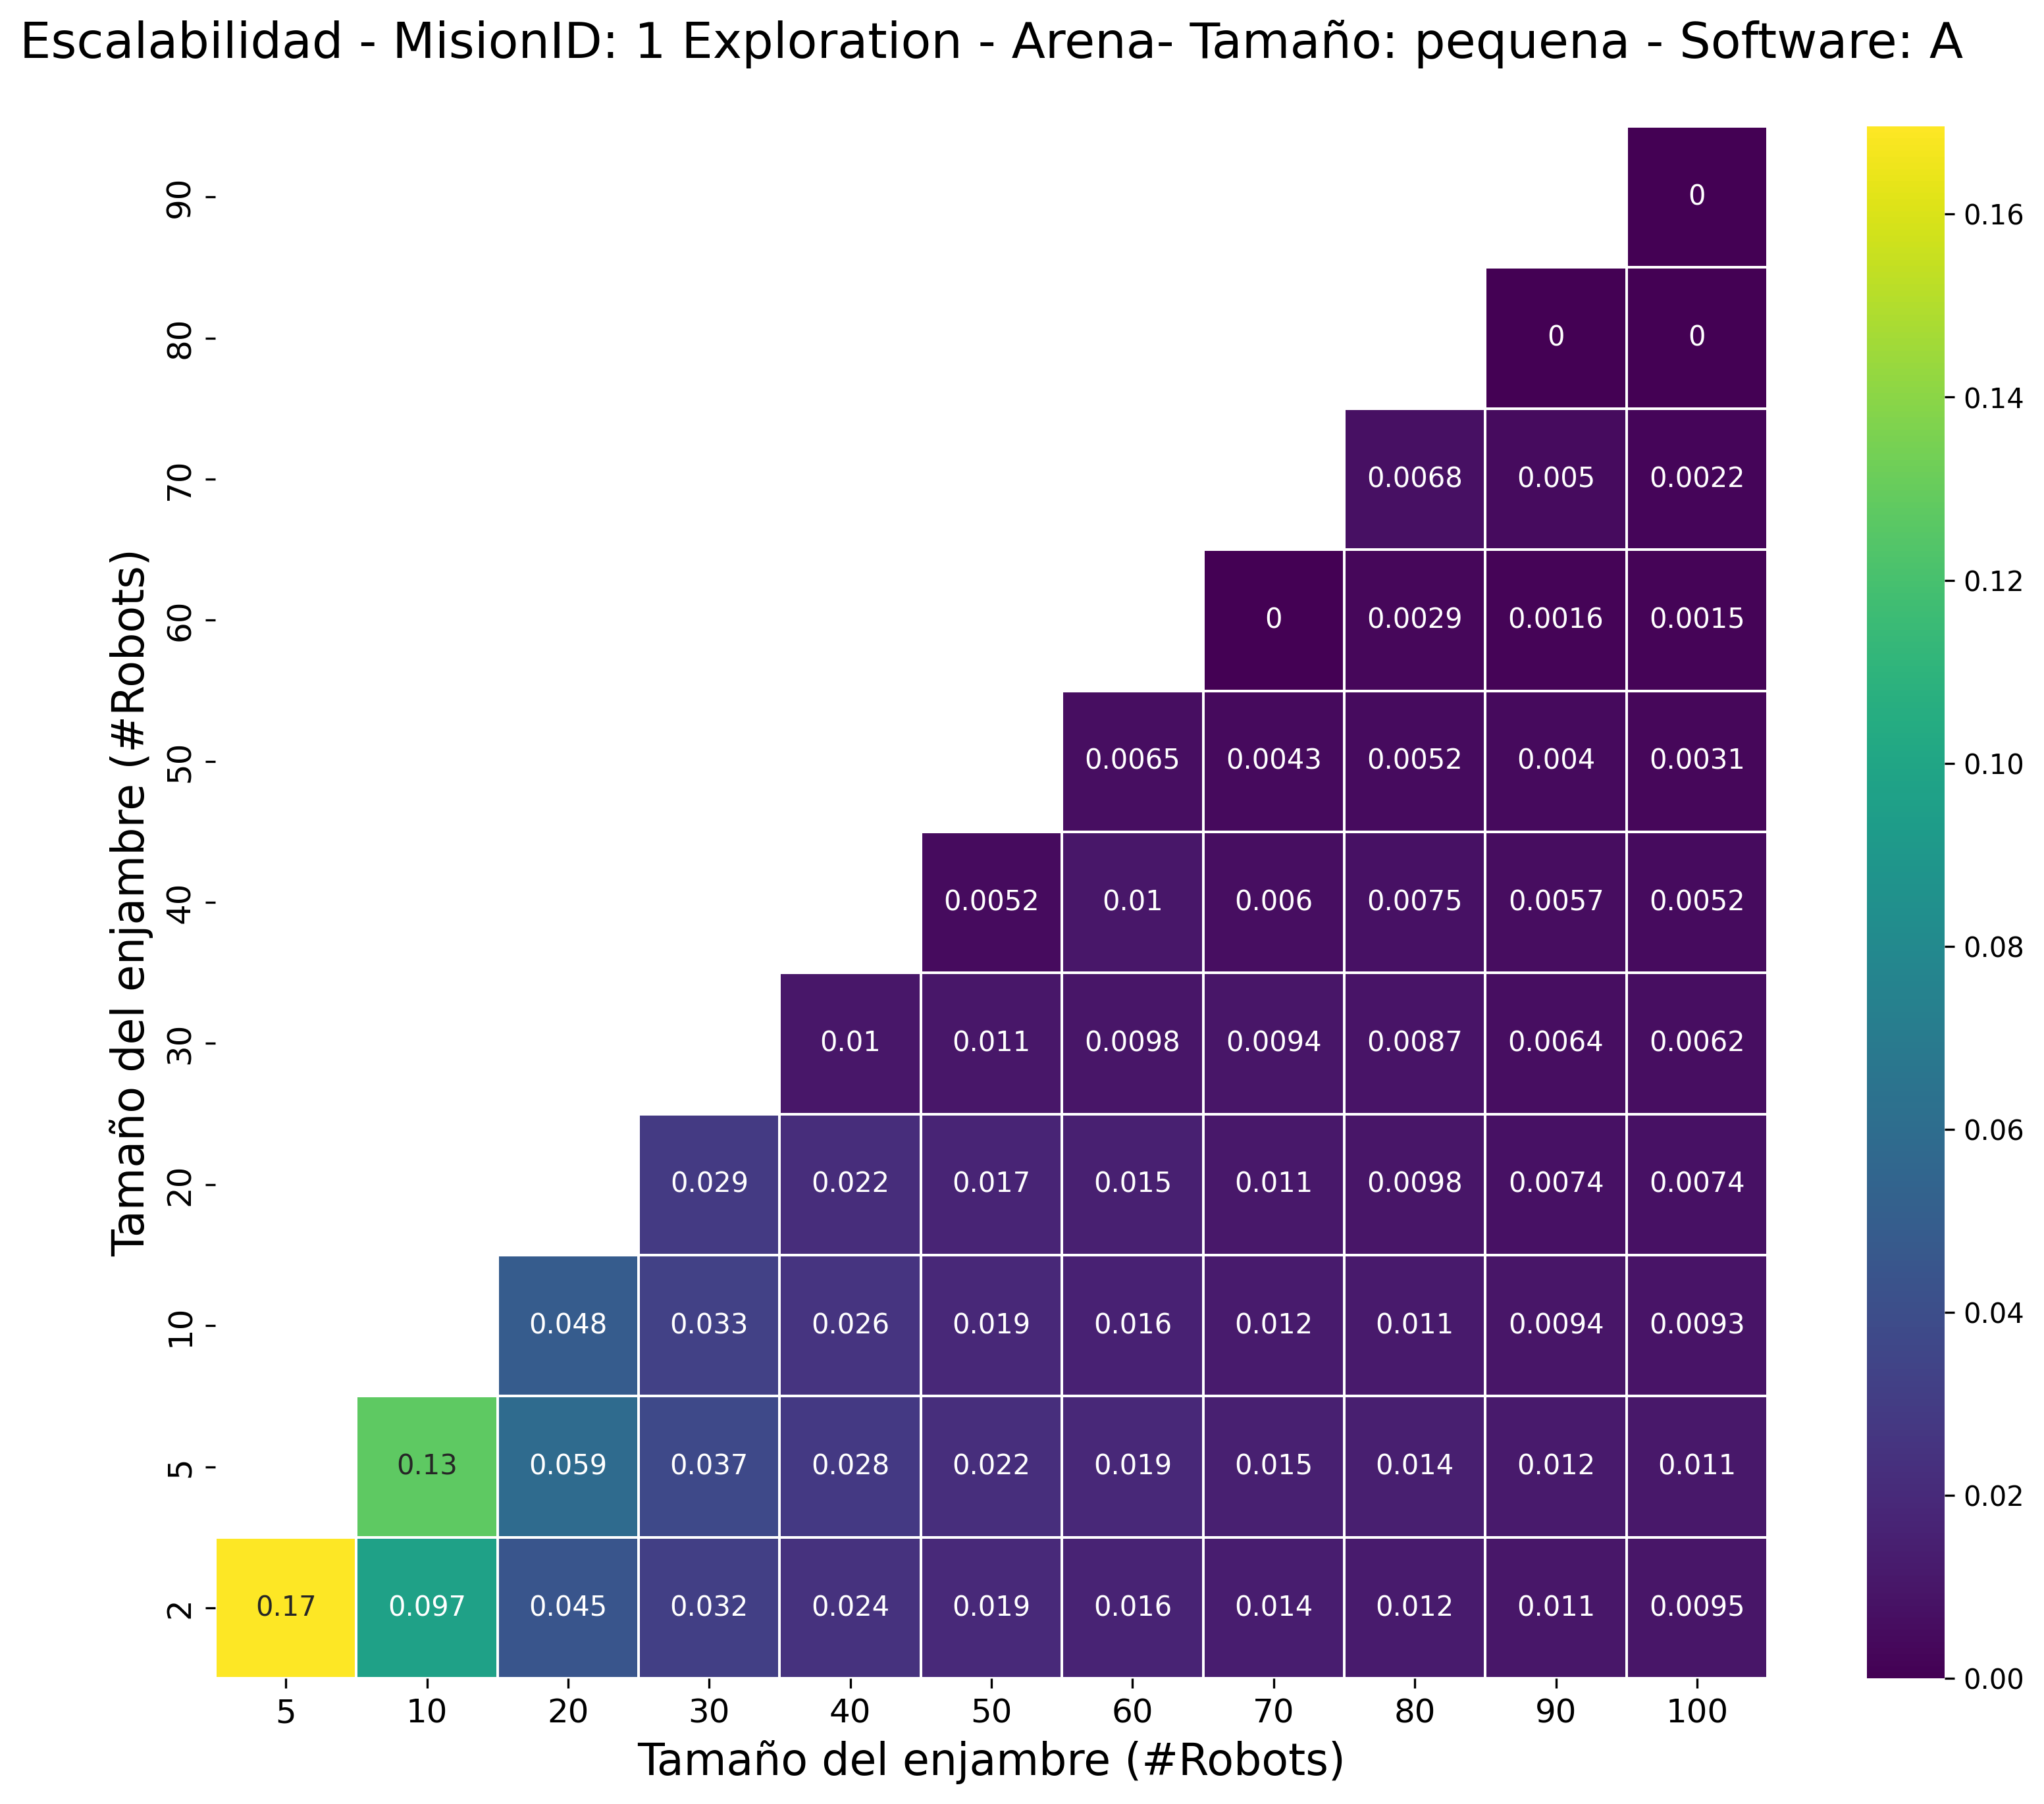 Escalabilidad - MisionID: 1 Exploration - Arena- Tamaño: pequena - Software: A
Tamaño del enjambre (#Robots)
90 0
80 0 0
70 0.0068 0.005 0.0022
60 0 0.0029 0.0016 0.0015
50 0.0065 0.0043 0.0052 0.004 0.0031
40 0.0052 0.01 0.006 0.0075 0.0057 0.0052
30 0.01 0.011 0.0098 0.0094 0.0087 0.0064 0.0062
20 0.029 0.022 0.017 0.015 0.011 0.0098 0.0074 0.0074
10 0.048 0.033 0.026 0.019 0.016 0.012 0.011 0.0094 0.0093
5 0.13 0.059 0.037 0.028 0.022 0.019 0.015 0.014 0.012 0.011
2 0.17 0.097 0.045 0.032 0.024 0.019 0.016 0.014 0.012 0.011 0.0095
5 10 20 30 40 50 60 70 80 90 100
Tamaño del enjambre (#Robots)
0.16
0.14
0.12
0.10
0.08
0.06
0.04
0.02
0.00